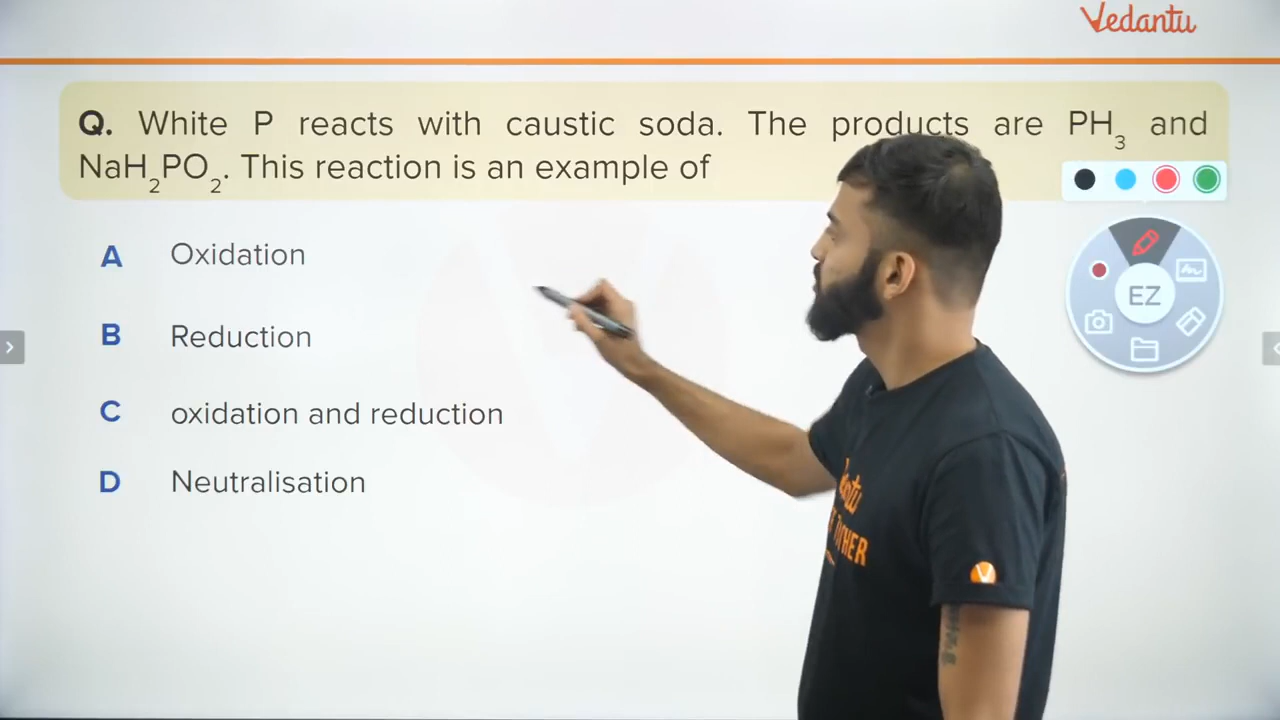 Vedantu
Q. White P reacts with caustic soda. The products are PH₃ and
NaH₂PO₂. This reaction is an example of
A Oxidation
B Reduction
C oxidation and reduction
D Neutralisation
EZ